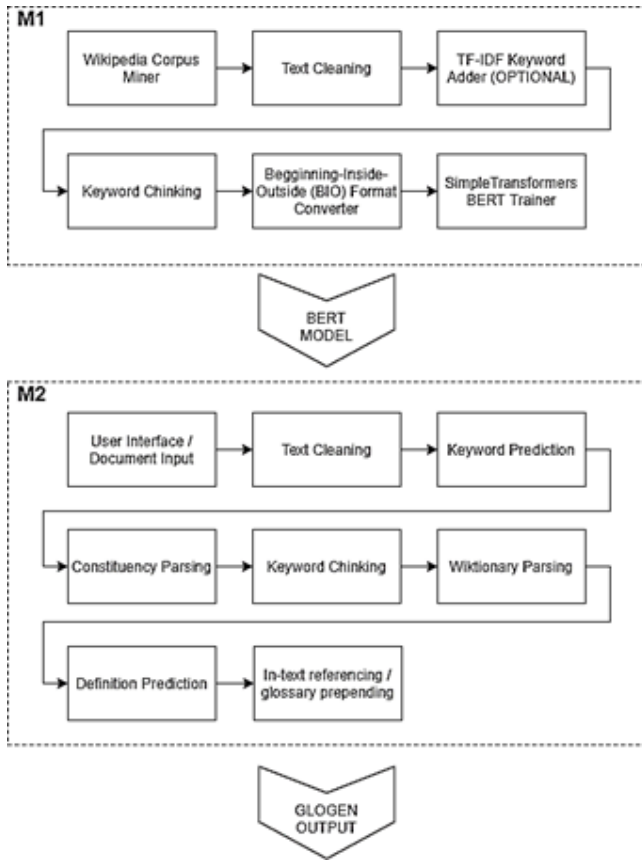 M1
Wikipedia Corpus
Miner
Text Cleaning
TF-IDF Keyword
Adder (OPTIONAL)
Keyword Chinking
Begginning-Inside-
Outside (BIO) Format
Converter
SimpleTransformers
BERT Trainer
BERT
MODEL
M2
User Interface /
Document Input
Text Cleaning
Keyword Prediction
Constituency Parsing
Keyword Chinking
Wiktionary Parsing
Definition Prediction
In-text referencing /
glossary prepending
GLOGEN
OUTPUT